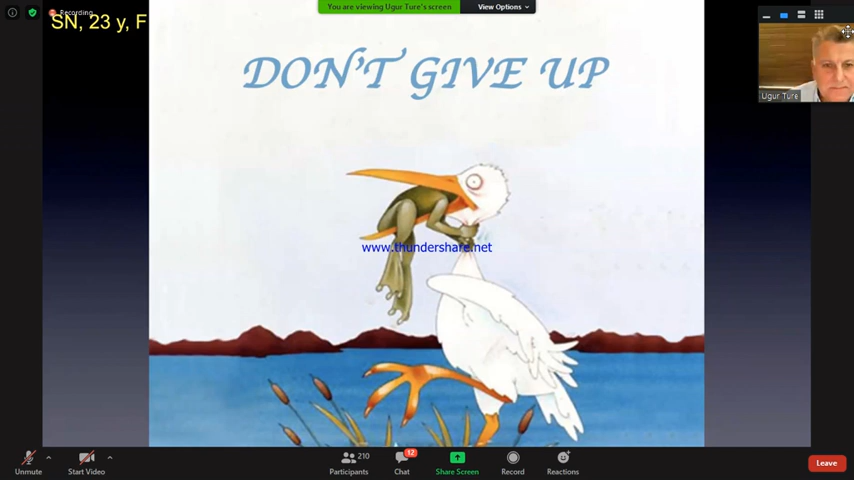 Recording
You are viewing Ugur Ture's screen
View Options
SN, 23 y, F
DON'T GIVE UP
Ugur Ture
www.thundershare.net
Unmute
Start Video
210
Participants
12
Chat
Share Screen
Record
Reactions
Leave